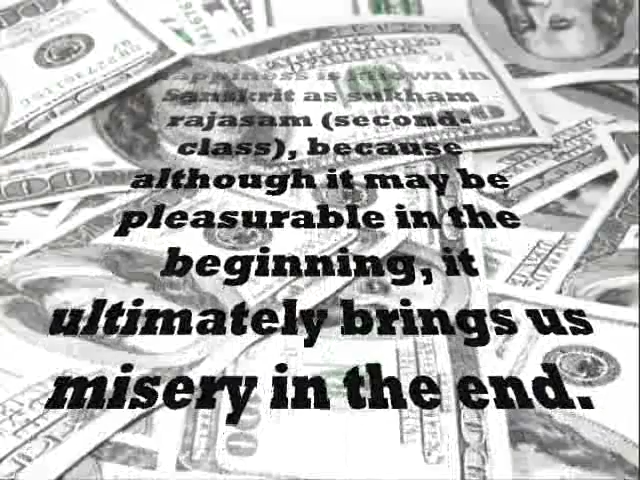 happiness is known in
Sanskrit as sukham
rajasam (second-
class), because
although it may be
pleasurable in the
beginning, it
ultimately brings us
misery in the end.